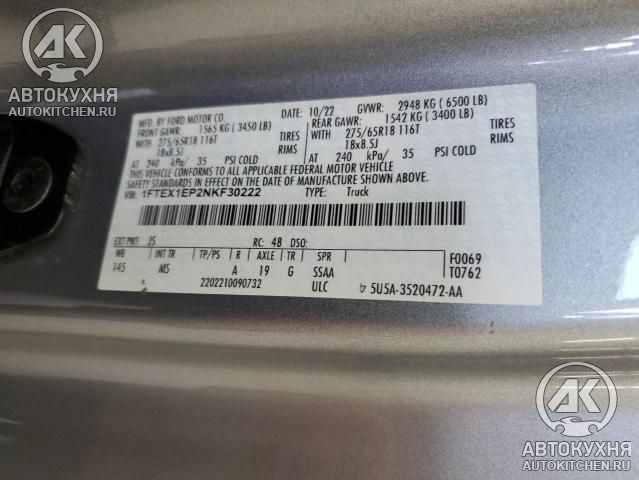 АК
АВТОКУХНЯ
AUTOKITCHEN.RU
MFD. BY FORD MOTOR CO.
DATE: 10/22 GVWR: 2948 KG ( 6500 LB)
FRONT GAWR: 1565 KG ( 3450 LB) REAR GAWR: 1542 KG ( 3400 LB)
WITH 275/65R18 116T TIRES WITH 275/65R18 116T TIRES
18x8.5J RIMS 18x8.5J RIMS
AT 240 kPa/ 35 PSI COLD AT 240 kPa/ 35 PSI COLD
THIS VEHICLE CONFORMS TO ALL APPLICABLE FEDERAL MOTOR VEHICLE
SAFETY STANDARDS IN EFFECT ON THE DATE OF MANUFACTURE SHOWN ABOVE.
VIN: 1FTEX1EP2NKF30222 TYPE: Truck
EXT PNT: JS RC: 48 DSO:
WB INT TR TP/PS R AXLE TR SPR F0069
145 MS A 19 G SSAA T0762
2202210090732 ULC 5U5A-3520472-AA
АК
АВТОКУХНЯ
AUTOKITCHEN.RU